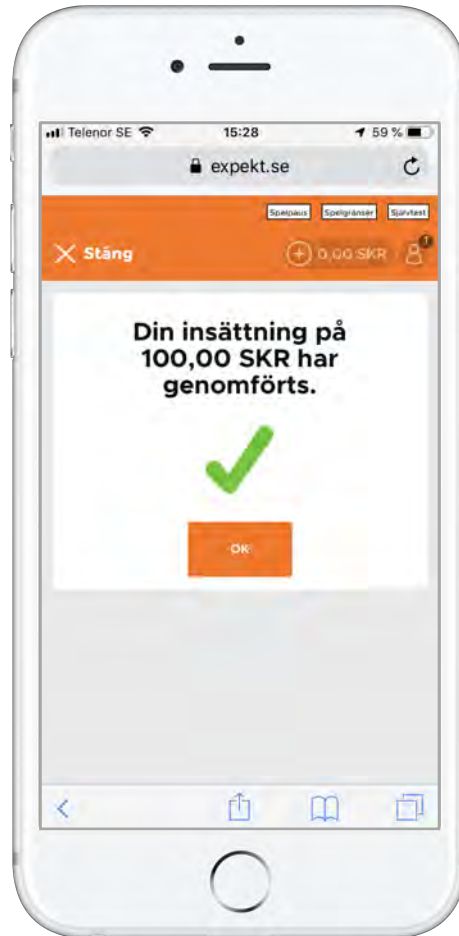 Telenor SE 15:28 59 %
expekt.se
Spelpaus Spelgränser Självtest
Stäng 0,00 SKR 1
Din insättning på
100,00 SKR har
genomförts.
OK